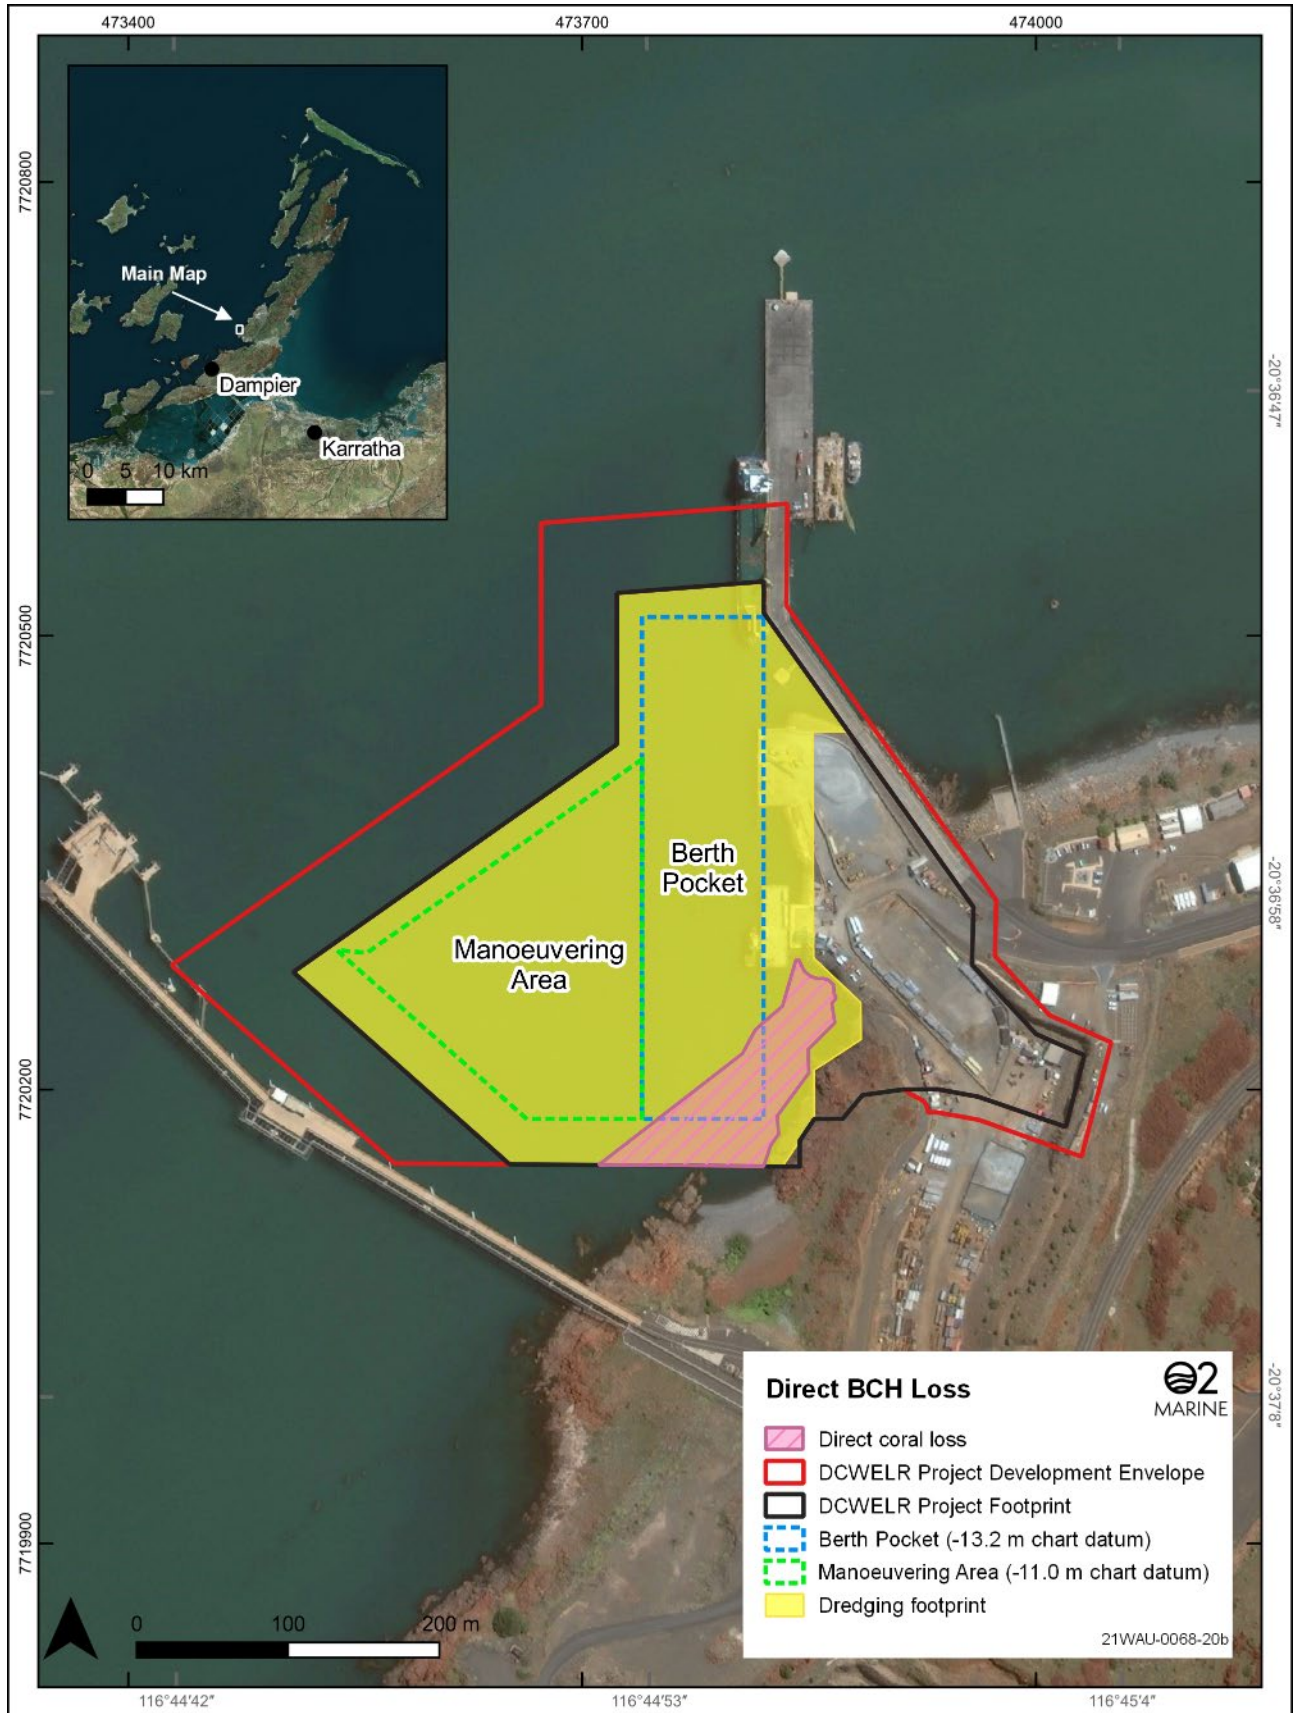 473400
473700
474000
7720800
7720500
7720200
7719900
-20°36'47"
-20°36'58"
-20°37'8"
Main Map
Dampier
Karratha
0 5 10 km
Berth
Pocket
Manoeuvering
Area
Direct BCH Loss
O2
MARINE
Direct coral loss
DCWELR Project Development Envelope
DCWELR Project Footprint
Berth Pocket (-13.2 m chart datum)
Manoeuvering Area (-11.0 m chart datum)
Dredging footprint
21WAU-0068-20b
0 100 200 m
116°44'42"
116°44'53"
116°45'4"